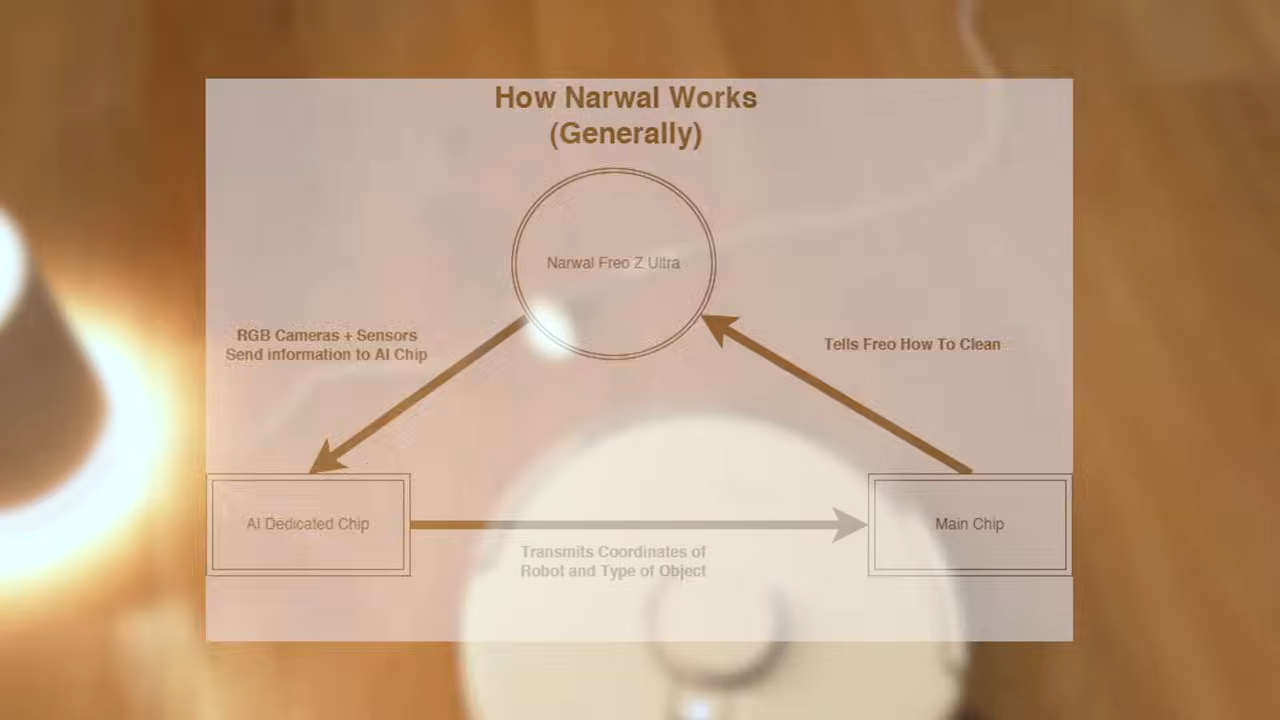 How Narwal Works
(Generally)
Narwal Freo Z Ultra
RGB Cameras + Sensors
Send information to AI Chip
Tells Freo How To Clean
AI Dedicated Chip
Main Chip
Transmits Coordinates of
Robot and Type of Object